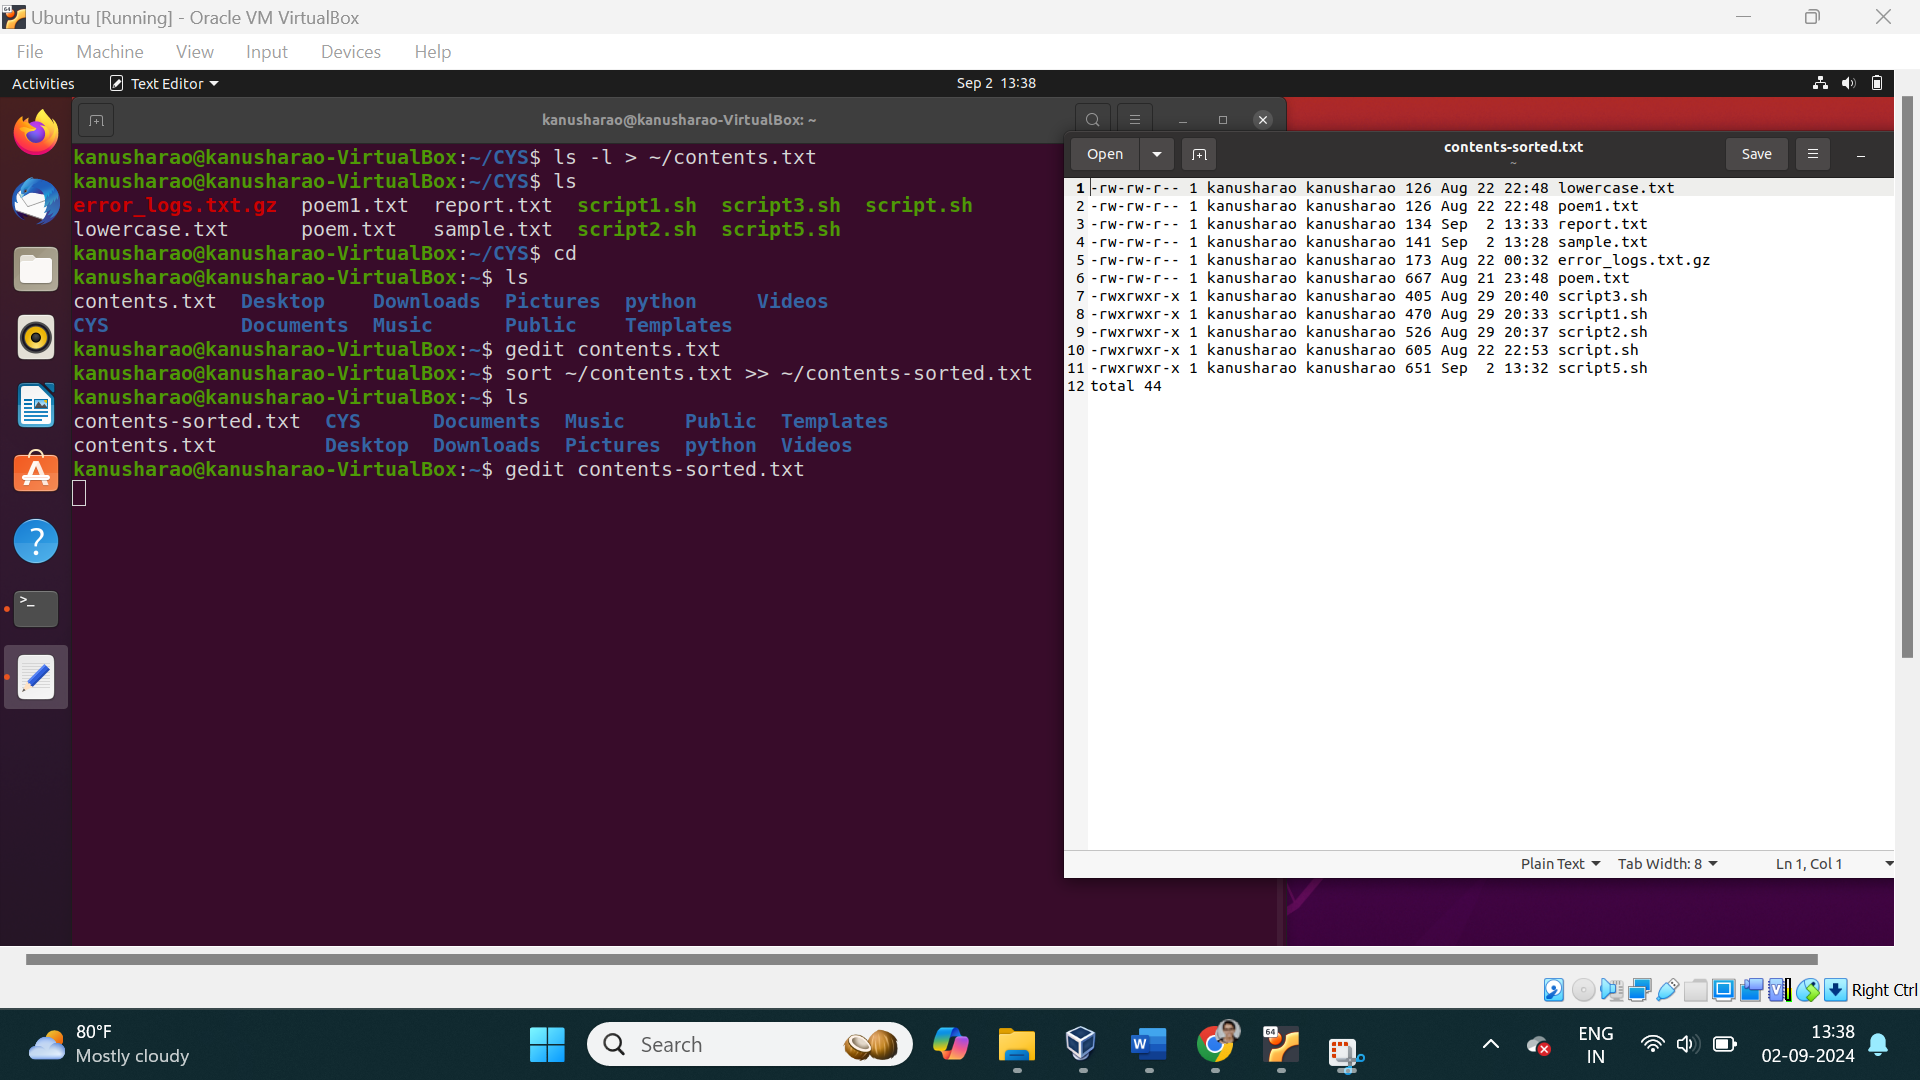 Ubuntu [Running] - Oracle VM VirtualBox
File Machine View Input Devices Help
Activities Text Editor Sep 2 13:38
kanusharao@kanusharao-VirtualBox: ~
kanusharao@kanusharao-VirtualBox:~/CYS$ ls -l > ~/contents.txt
kanusharao@kanusharao-VirtualBox:~/CYS$ ls
error_logs.txt.gz poem1.txt report.txt script1.sh script3.sh script.sh
lowercase.txt poem.txt sample.txt script2.sh script5.sh
kanusharao@kanusharao-VirtualBox:~/CYS$ cd
kanusharao@kanusharao-VirtualBox:~$ ls
contents.txt Desktop Downloads Pictures python Videos
CYS Documents Music Public Templates
kanusharao@kanusharao-VirtualBox:~$ gedit contents.txt
kanusharao@kanusharao-VirtualBox:~$ sort ~/contents.txt >> ~/contents-sorted.txt
kanusharao@kanusharao-VirtualBox:~$ ls
contents-sorted.txt CYS Documents Music Public Templates
contents.txt Desktop Downloads Pictures python Videos
kanusharao@kanusharao-VirtualBox:~$ gedit contents-sorted.txt
Open contents-sorted.txt Save
~
1 -rw-rw-r-- 1 kanusharao kanusharao 126 Aug 22 22:48 lowercase.txt
2 -rw-rw-r-- 1 kanusharao kanusharao 126 Aug 22 22:48 poem1.txt
3 -rw-rw-r-- 1 kanusharao kanusharao 134 Sep  2 13:33 report.txt
4 -rw-rw-r-- 1 kanusharao kanusharao 141 Sep  2 13:28 sample.txt
5 -rw-rw-r-- 1 kanusharao kanusharao 173 Aug 22 00:32 error_logs.txt.gz
6 -rw-rw-r-- 1 kanusharao kanusharao 667 Aug 21 23:48 poem.txt
7 -rwxrwxr-x 1 kanusharao kanusharao 405 Aug 29 20:40 script3.sh
8 -rwxrwxr-x 1 kanusharao kanusharao 470 Aug 29 20:33 script1.sh
9 -rwxrwxr-x 1 kanusharao kanusharao 526 Aug 29 20:37 script2.sh
10 -rwxrwxr-x 1 kanusharao kanusharao 605 Aug 22 22:53 script.sh
11 -rwxrwxr-x 1 kanusharao kanusharao 651 Sep  2 13:32 script5.sh
12 total 44
Plain Text Tab Width: 8 Ln 1, Col 1
Right Ctrl
80°F
Mostly cloudy
Search
ENG
IN
13:38
02-09-2024